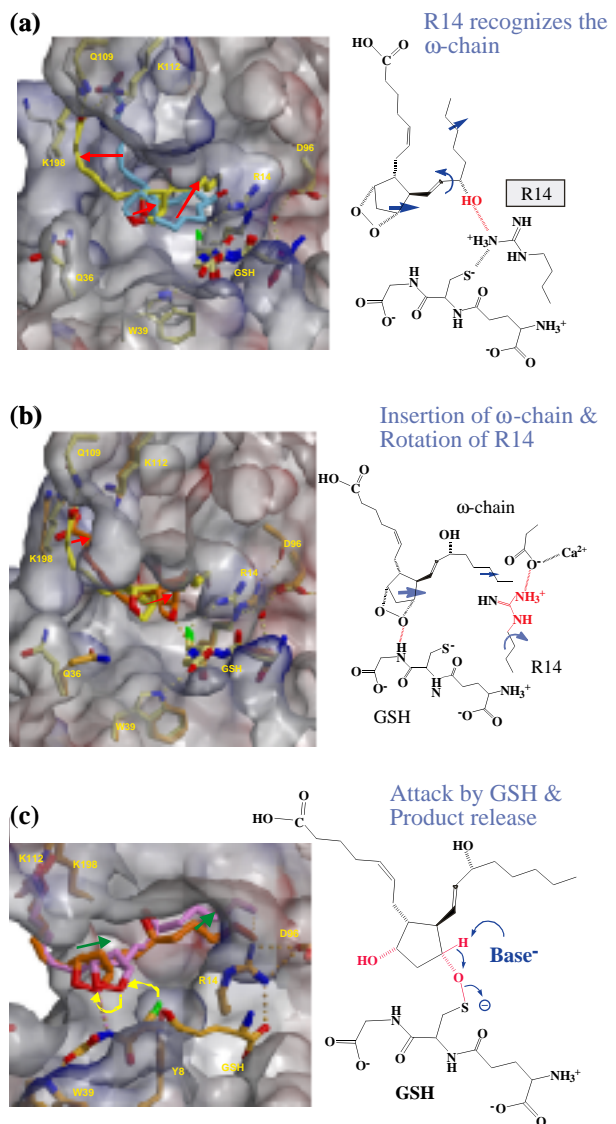 (a)
R14 recognizes the
ω-chain
Q109
K112
K198
D96
R14
GSH
Q36
W39
HO
O
O
O
HO
R14
+H3N
NH
NH
S-
O
H
N
O-
O
N
H
O
NH3+
-O
O
(b)
Insertion of ω-chain &
Rotation of R14
Q109
K112
K198
D96
R14
Q36
GSH
W39
O
HO
ω-chain
OH
O
O-
Ca2+
HN
NH3+
NH
R14
O
O
H
N
S-
O
O
O-
O
N
H
NH3+
-O
O
GSH
(c)
Attack by GSH &
Product release
K112
K198
D96
R14
Y8
GSH
W39
O
HO
OH
H
Base-
HO
O
S
⊖
O
H
N
O
O-
O
N
H
NH3+
-O
O
GSH